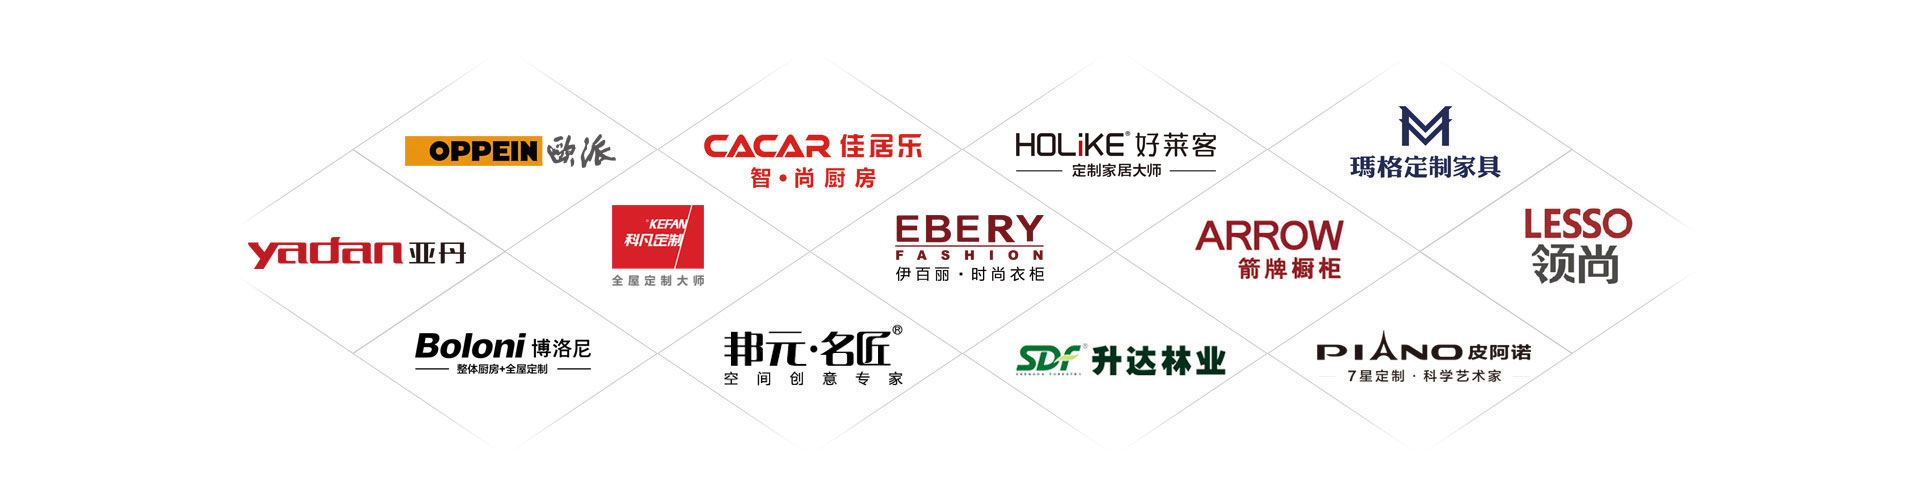 OPPEIN 歐派
CACAR 佳居乐
智·尚厨房
HOLiKE® 好莱客
定制家居大师
瑪格定制家具
yadan 亚丹
®KEFAN
科凡定制
全屋定制大师
EBERY
FASHION
伊百丽·时尚衣柜
ARROW
箭牌橱柜
LESSO
领尚
Boloni 博洛尼
整体厨房+全屋定制
邦元·名匠®
空间创意专家
SDF® 升达林业
PIANO 皮阿诺
7星定制·科学艺术家